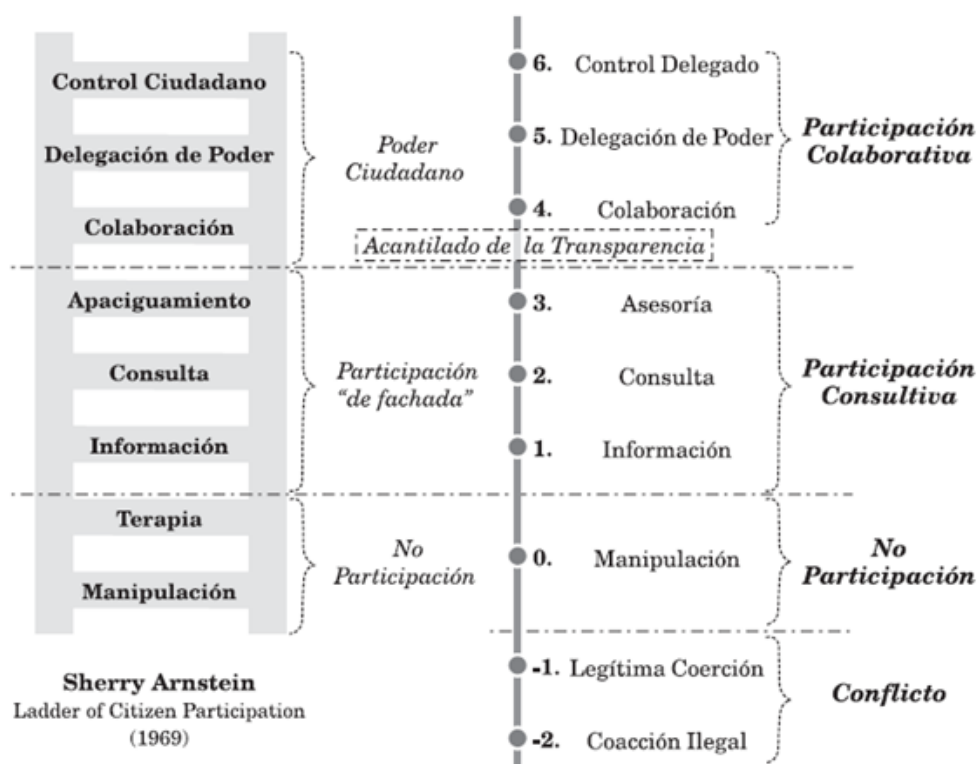 Control Ciudadano
Delegación de Poder
Colaboración
Apaciguamiento
Consulta
Información
Terapia
Manipulación
Sherry Arnstein
Ladder of Citizen Participation
(1969)
Poder
Ciudadano
Participación
“de fachada”
No
Participación
6. Control Delegado
5. Delegación de Poder
4. Colaboración
Acantilado de la Transparencia
3. Asesoría
2. Consulta
1. Información
0. Manipulación
-1. Legítima Coerción
-2. Coacción Ilegal
Participación
Colaborativa
Participación
Consultiva
No
Participación
Conflicto